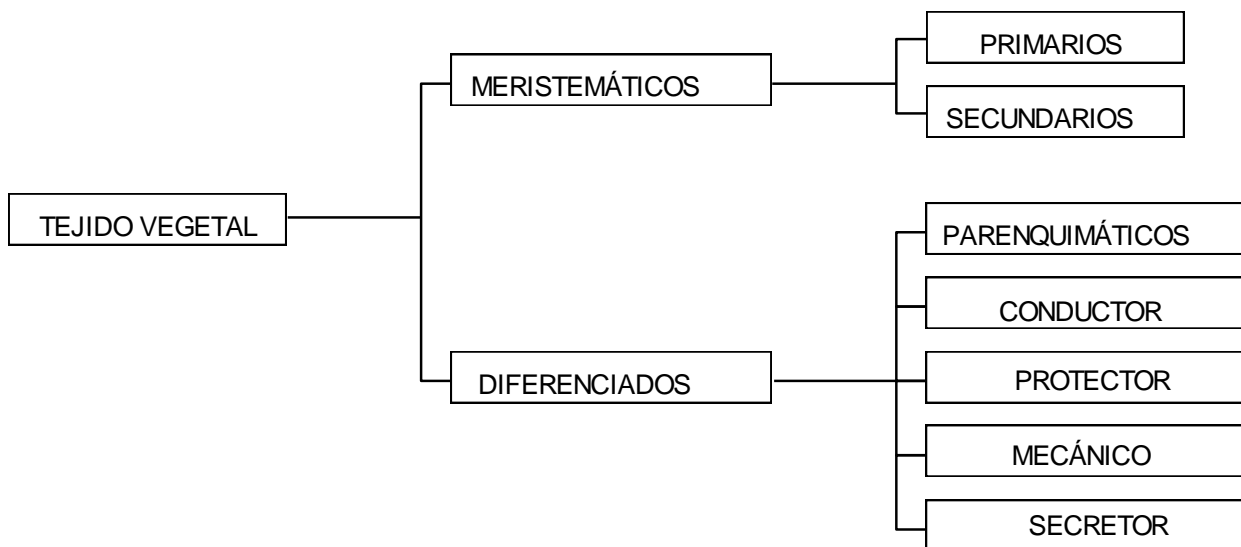 TEJIDO VEGETAL
MERISTEMÁTICOS
PRIMARIOS
SECUNDARIOS
DIFERENCIADOS
PARENQUIMÁTICOS
CONDUCTOR
PROTECTOR
MECÁNICO
SECRETOR